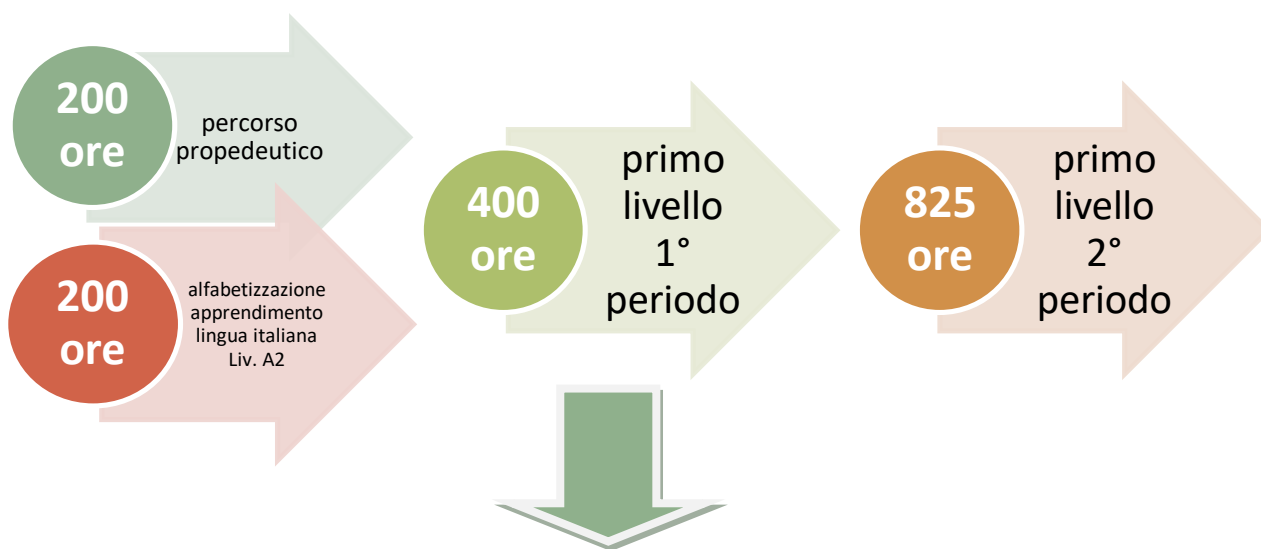 200
ore
percorso
propedeutico
200
ore
alfabetizzazione
apprendimento
lingua italiana
Liv. A2
400
ore
primo
livello
1°
periodo
825
ore
primo
livello
2°
periodo